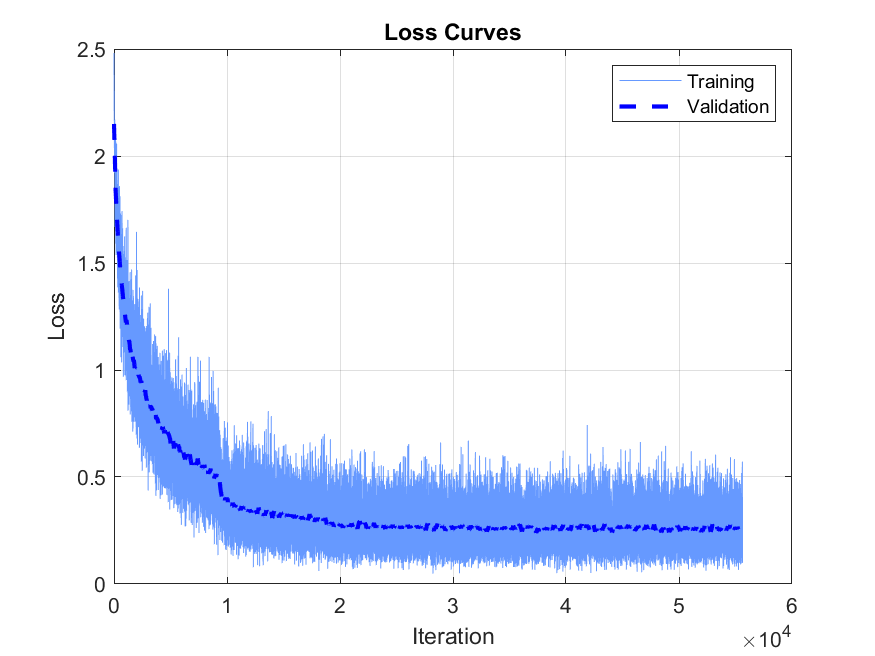 Loss Curves
2.5
2
1.5
1
0.5
0
Loss
Training
Validation
0 1 2 3 4 5 6
×10^4
Iteration